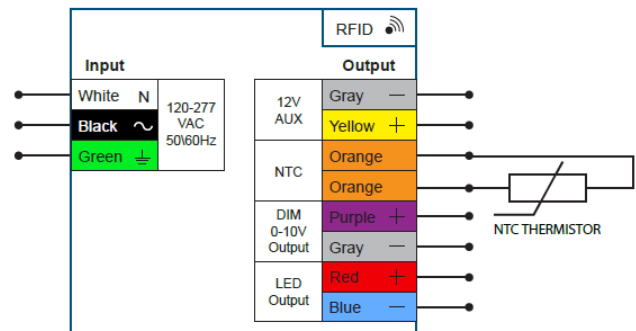 RFID
Input
Output
White N
Black
Green
120-277
VAC
50\60Hz
12V
AUX
Gray —
Yellow +
NTC
Orange
Orange
DIM
0-10V
Output
Purple +
Gray —
LED
Output
Red +
Blue —
NTC THERMISTOR